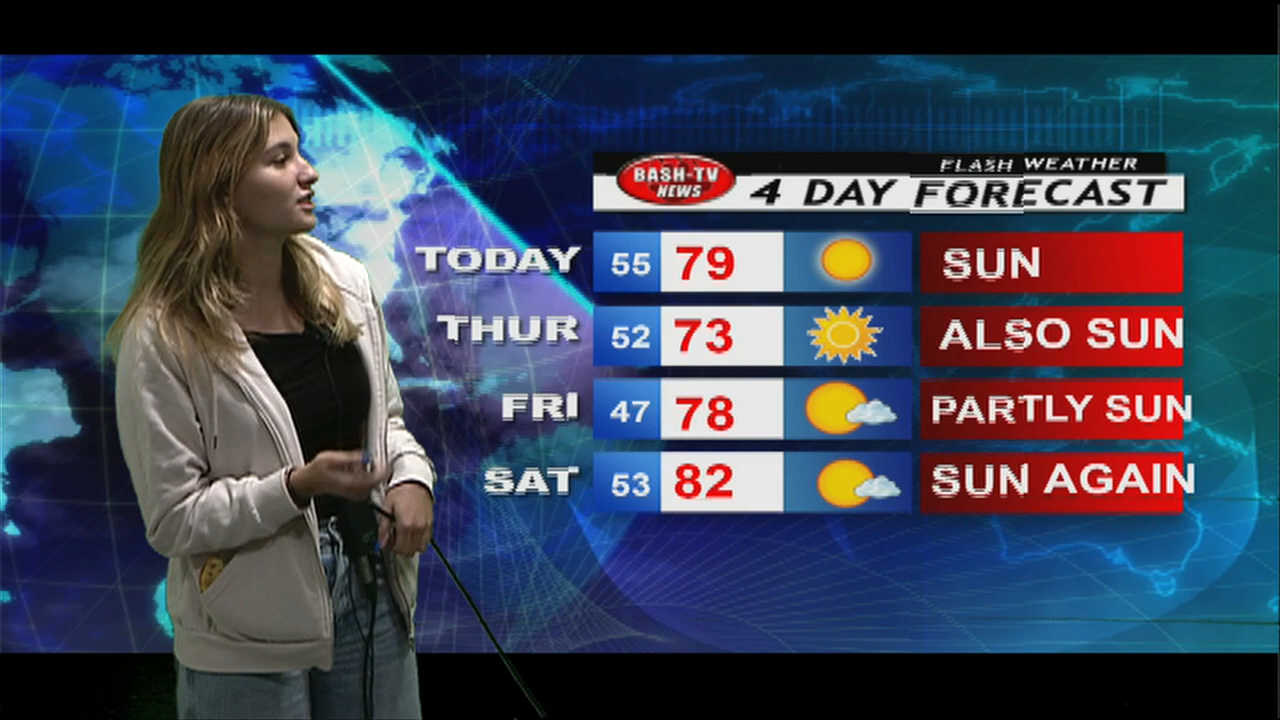 FLASH WEATHER
BASH-TV
NEWS
4 DAY FORECAST
TODAY 55 79 SUN
THUR 52 73 ALSO SUN
FRI 47 78 PARTLY SUN
SAT 53 82 SUN AGAIN